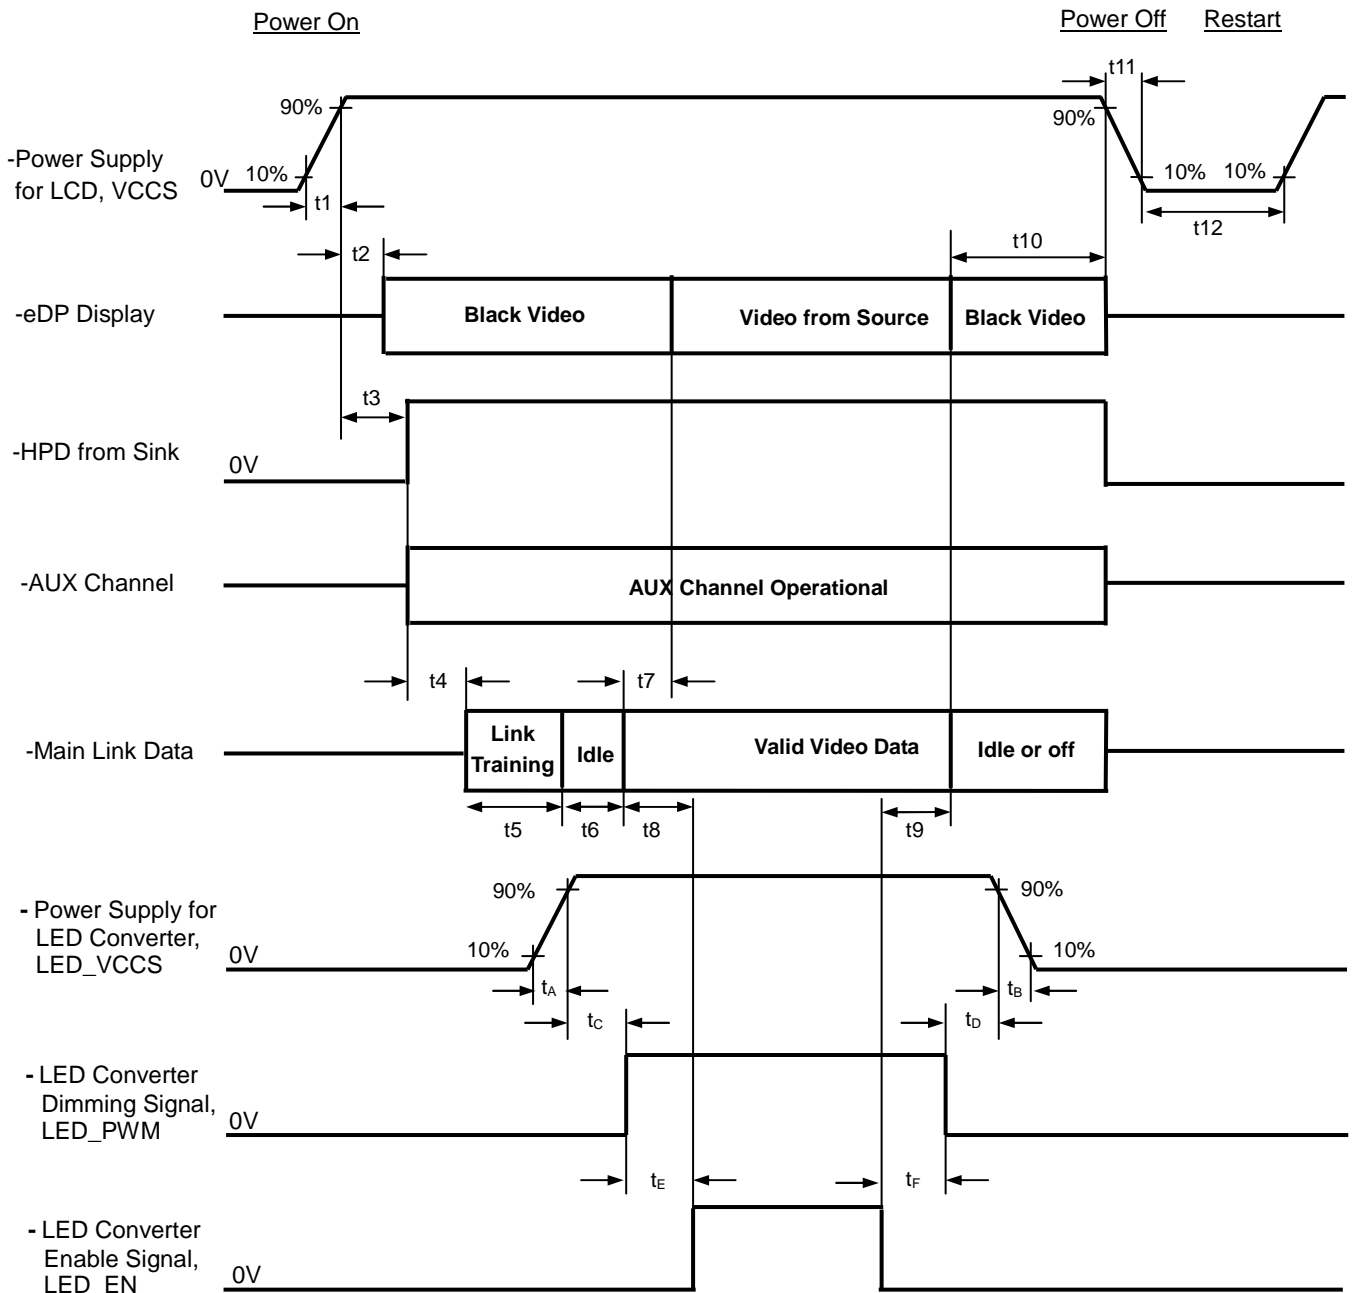 Power On
Power Off
Restart
t11
90%
90%
-Power Supply
for LCD, VCCS
0V
10%
10%
10%
t1
t12
t2
t10
-eDP Display
Black Video
Video from Source
Black Video
t3
-HPD from Sink
0V
-AUX Channel
AUX Channel Operational
t4
t7
-Main Link Data
Link
Training
Idle
Valid Video Data
Idle or off
t5
t6
t8
t9
90%
90%
- Power Supply for
LED Converter,
LED_VCCS
0V
10%
10%
tA
tB
tC
tD
- LED Converter
Dimming Signal,
LED_PWM
0V
tE
tF
- LED Converter
Enable Signal,
LED_EN
0V